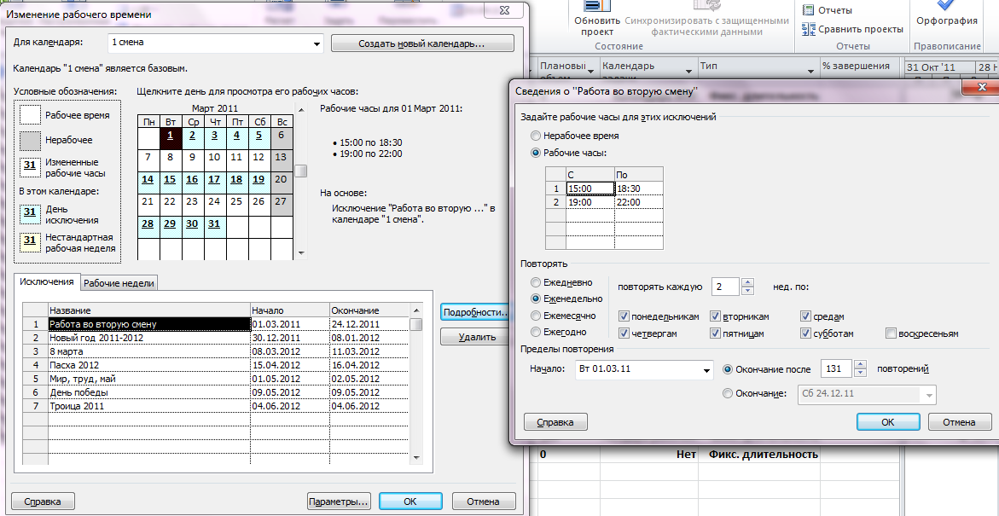 Изменение рабочего времени
Для календаря:
1 смена
Создать новый календарь...
Календарь "1 смена" является базовым.
Условные обозначения:
Рабочее время
Нерабочее
31 Измененные
рабочие часы
В этом календаре:
31 День
исключения
31 Нестандартная
рабочая неделя
Щелкните день для просмотра его рабочих часов:
Март 2011
Пн Вт Ср Чт Пт Сб Вс
1 2 3 4 5 6
7 8 9 10 11 12 13
14 15 16 17 18 19 20
21 22 23 24 25 26 27
28 29 30 31
Рабочие часы для 01 Март 2011:
• 15:00 по 18:30
• 19:00 по 22:00
На основе:
Исключение "Работа во вторую ..." в
календаре "1 смена".
Исключения Рабочие недели
Название Начало Окончание
1 Работа во вторую смену 01.03.2011 24.12.2011
2 Новый год 2011-2012 30.12.2011 08.01.2012
3 8 марта 08.03.2012 11.03.2012
4 Пасха 2012 15.04.2012 16.04.2012
5 Мир, труд, май 01.05.2012 02.05.2012
6 День победы 09.05.2012 09.05.2012
7 Троица 2011 04.06.2012 04.06.2012
Подробности...
Удалить
Справка
Параметры...
ОК
Отмена
Обновить
проект
Синхронизировать с защищенными
фактическими данными
Состояние
Отчеты
Сравнить проекты
Отчеты
Орфография
Правописание
Плановы
Календарь
Тип
% завершения
31 Окт '11
28 Н
Сведения о "Работа во вторую смену"
Задайте рабочие часы для этих исключений
Нерабочее время
Рабочие часы:
С По
1 15:00 18:30
2 19:00 22:00
Повторять
Ежедневно
Еженедельно
Ежемесячно
Ежегодно
повторять каждую 2 нед. по:
понедельникам вторникам средам
четвергам пятницам субботам воскресеньям
Пределы повторения
Начало: Вт 01.03.11
Окончание после 131 повторений
Окончание: Сб 24.12.11
Справка
ОК
Отмена
0 Нет Фикс. длительность